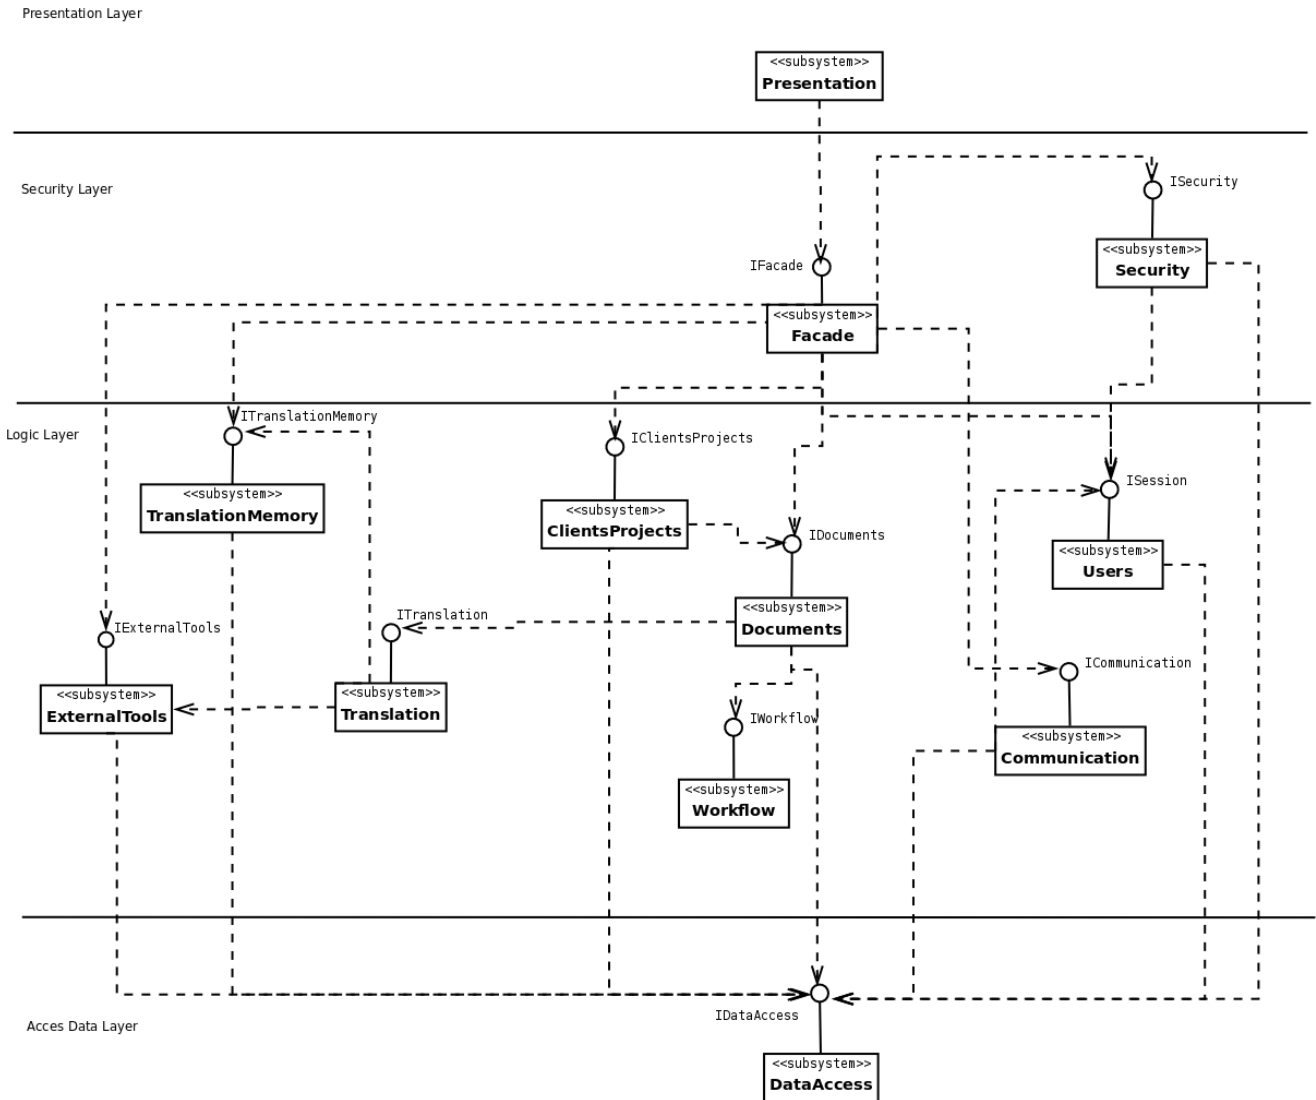 Presentation Layer
<<subsystem>>
Presentation
Security Layer
ISecurity
<<subsystem>>
Security
IFacade
<<subsystem>>
Facade
Logic Layer
ITranslationMemory
<<subsystem>>
TranslationMemory
IClientsProjects
<<subsystem>>
ClientsProjects
ISession
<<subsystem>>
Users
IDocuments
<<subsystem>>
Documents
ITranslation
<<subsystem>>
Translation
IExternalTools
<<subsystem>>
ExternalTools
ICommunication
<<subsystem>>
Communication
IWorkflow
<<subsystem>>
Workflow
Acces Data Layer
IDataAccess
<<subsystem>>
DataAccess